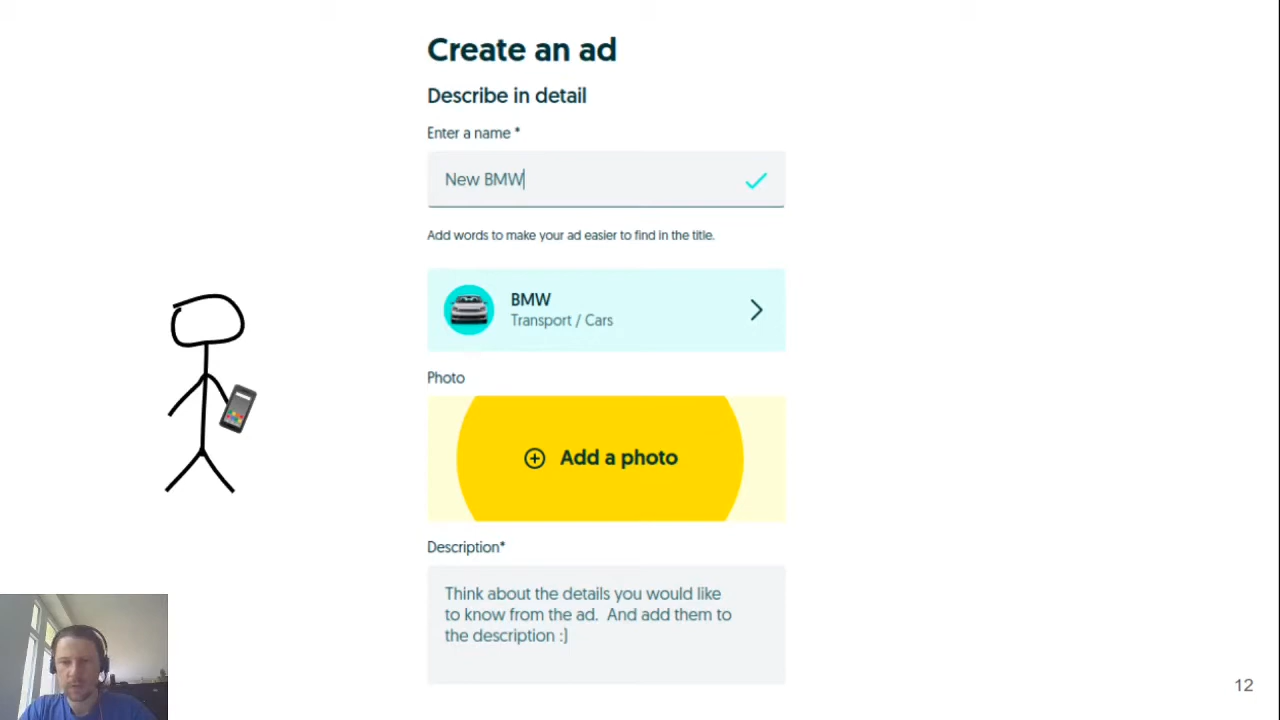 Create an ad
Describe in detail
Enter a name *
New BMW
Add words to make your ad easier to find in the title.
BMW
Transport / Cars
Photo
Add a photo
Description*
Think about the details you would like
to know from the ad. And add them to
the description :]
12